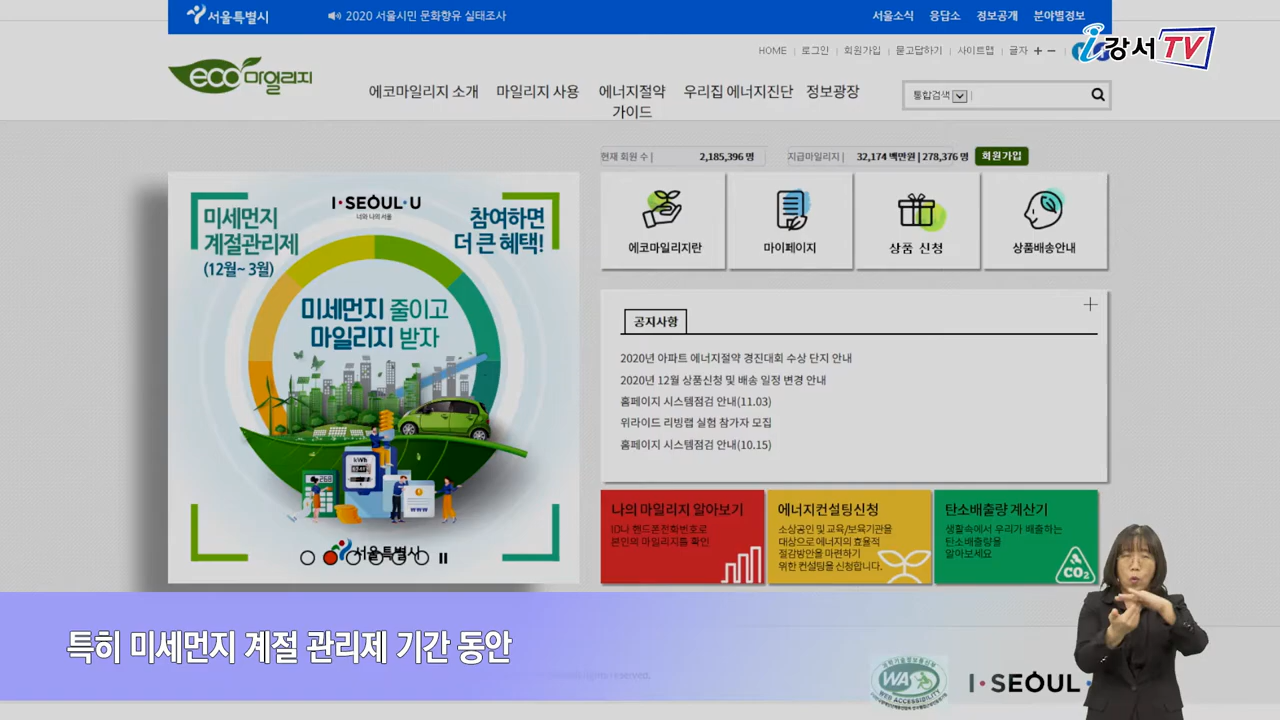 서울특별시
2020 서울시민 문화향유 실태조사
서울소식 응답소 정보공개 분야별정보
i강서TV
HOME 로그인 회원가입 묻고답하기 사이트맵 글자 + -
eco마일리지
에코마일리지 소개 마일리지 사용 에너지절약 가이드 우리집 에너지진단 정보광장
통합검색
현재 회원 수 | 2,185,396 명
지급마일리지 | 32,174 백만원 | 278,376 명
회원가입
I·SEOUL·U
너와 나의 서울
미세먼지
계절관리제
(12월~ 3월)
참여하면
더 큰 혜택!
미세먼지 줄이고
마일리지 받자
kWh
서울특별시
에코마일리지란 마이페이지 상품 신청 상품배송안내
공지사항
2020년 아파트 에너지절약 경진대회 수상 단지 안내
2020년 12월 상품신청 및 배송 일정 변경 안내
홈페이지 시스템점검 안내(11.03)
위라이드 리빙랩 실험 참가자 모집
홈페이지 시스템점검 안내(10.15)
나의 마일리지 알아보기
ID나 핸드폰전화번호로
본인의 마일리지를 확인
에너지컨설팅신청
소상공인 및 교육/보육기관을
대상으로 에너지의 효율적
절감방안을 마련하기
위한 컨설팅을 신청합니다.
탄소배출량 계산기
생활속에서 우리가 배출하는
탄소배출량을
알아보세요
CO2
특히 미세먼지 계절 관리제 기간 동안
WA
WEB ACCESSIBILITY
I·SEOUL·